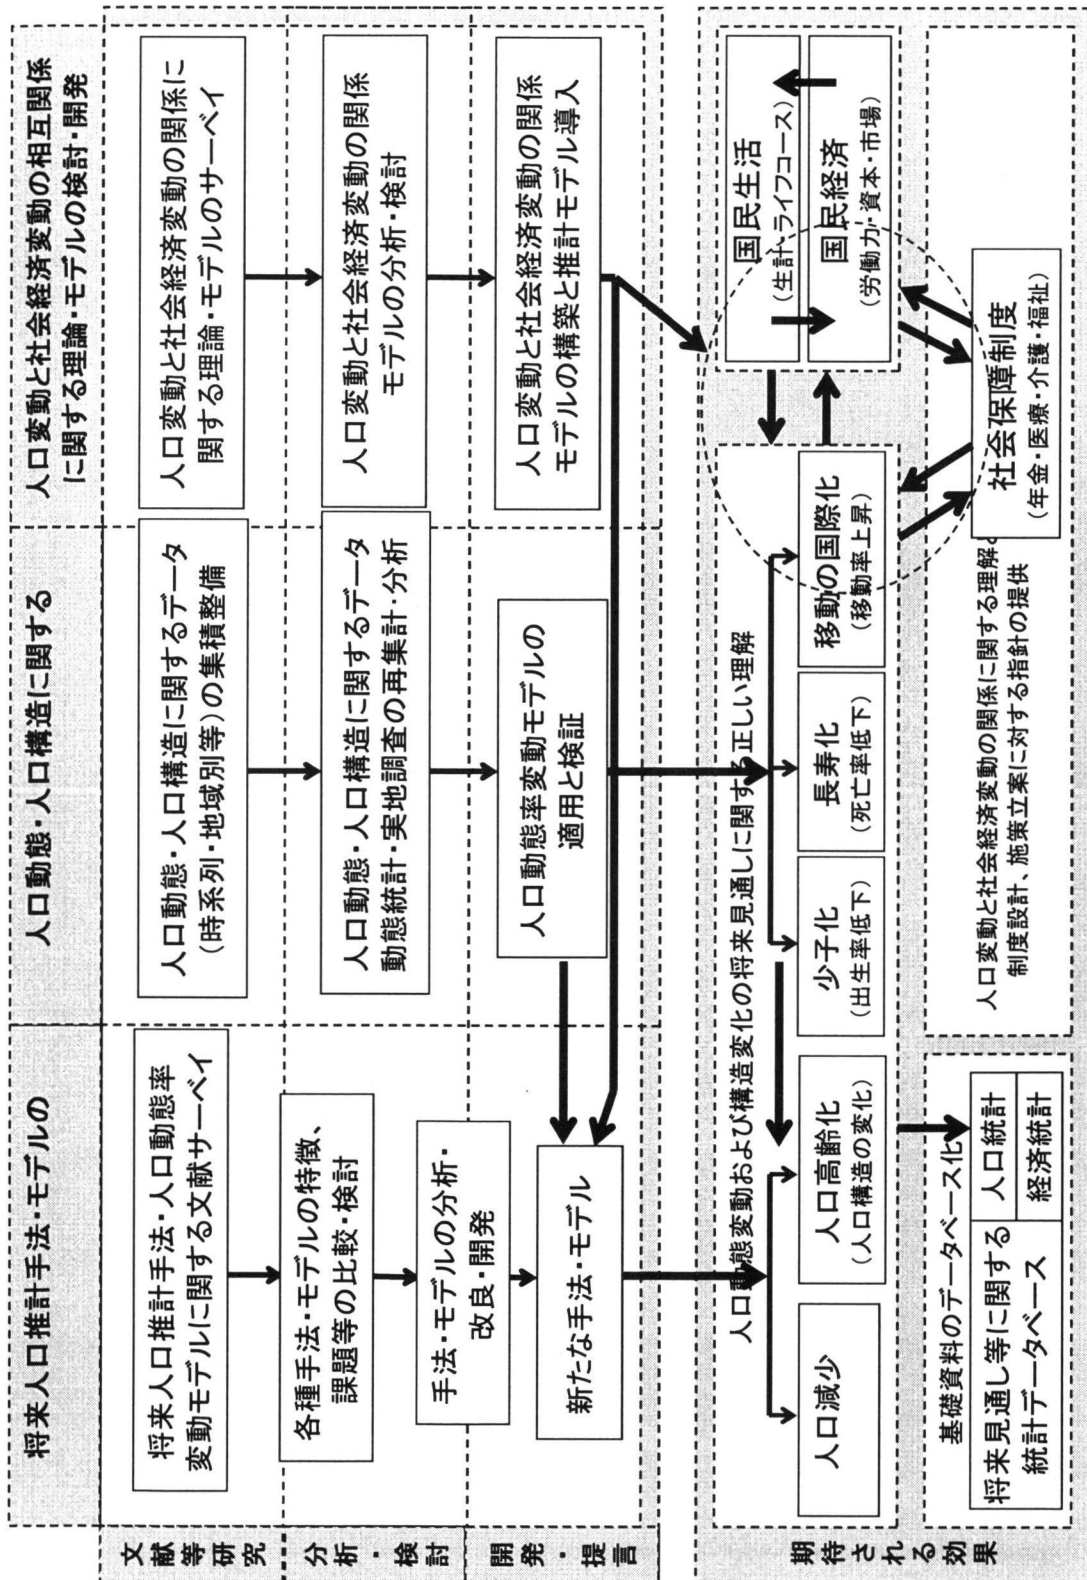 将来人口推計手法・モデルの
人口動態・人口構造に関する
人口変動と社会経済変動の相互関係
に関する理論・モデルの検討・開発
文献等研究
将来人口推計手法・人口動態率
変動モデルに関する文献サーベイ
人口動態・人口構造に関するデータ
(時系列・地域別等)の集積整備
人口変動と社会経済変動の関係に
関する理論・モデルのサーベイ
分析・検討
各種手法・モデルの特徴、
課題等の比較・検討
人口動態・人口構造に関するデータ
動態統計・実地調査の再集計・分析
人口変動と社会経済変動の関係
モデルの分析・検討
開発・提言
手法・モデルの分析・
改良・開発
新たな手法・モデル
人口動態率変動モデルの
適用と検証
人口変動と社会経済変動の関係
モデルの構築と推計モデル導入
期待される効果
人口動態変動および構造変化の将来見通しに関する正しい理解
人口減少
人口高齢化
(人口構造の変化)
少子化
(出生率低下)
長寿化
(死亡率低下)
移動の国際化
(移動率上昇)
国民生活
(生計・ライフコース)
国民経済
(労働力・資本・市場)
基礎資料のデータベース化
将来見通し等に関する
統計データベース
人口統計
経済統計
人口変動と社会経済変動の関係に関する理解
制度設計、施策立案に対する指針の提供
社会保障制度
(年金・医療・介護・福祉)